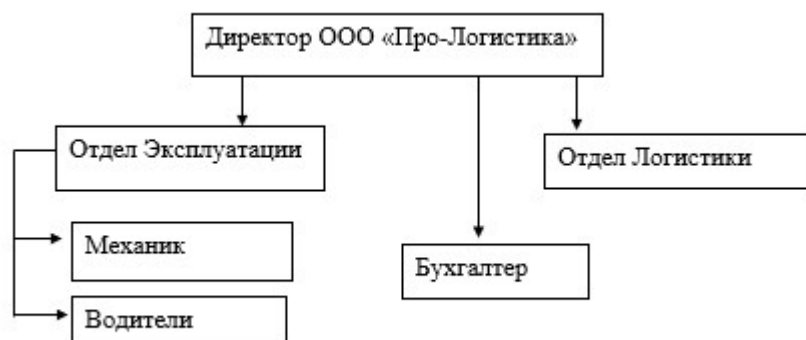 Директор ООО «Про-Логистика»
Отдел Эксплуатации
Отдел Логистики
Механик
Бухгалтер
Водители